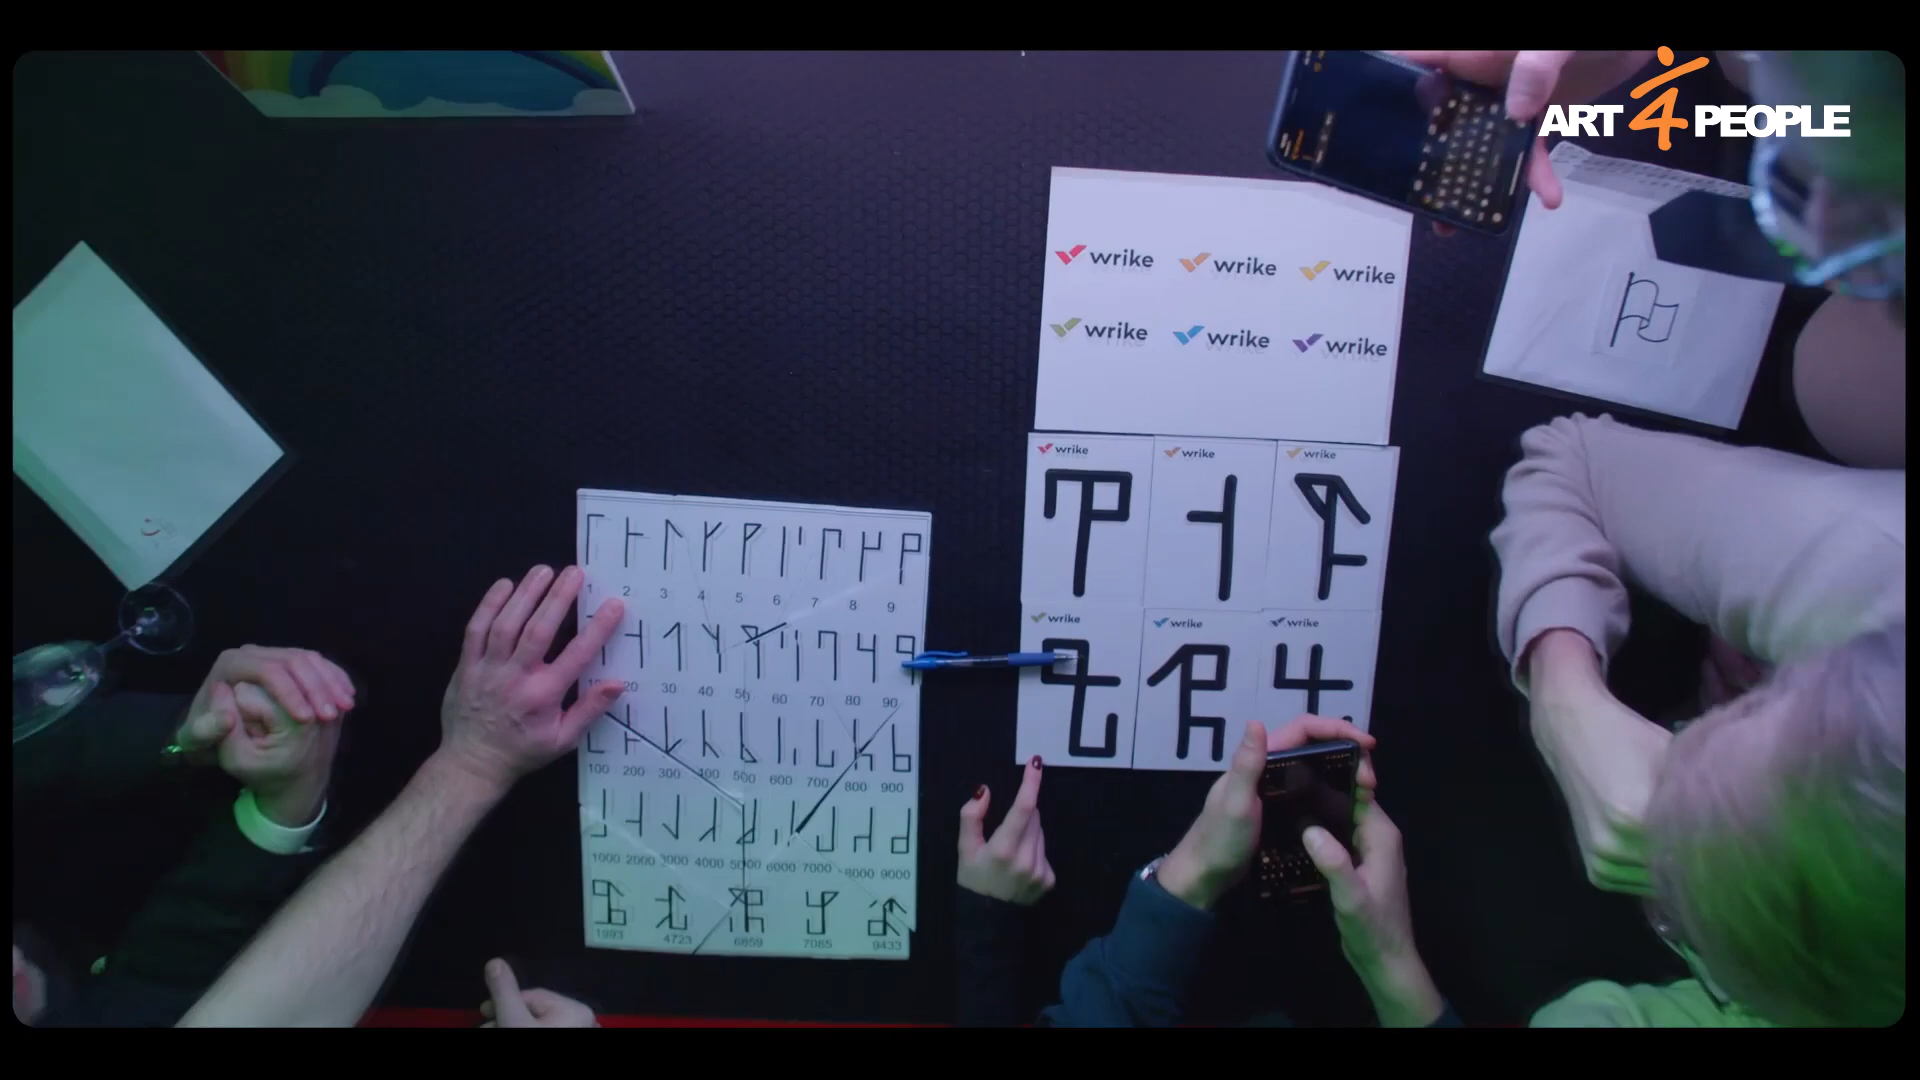 ART 4 PEOPLE
wrike wrike wrike
wrike wrike wrike
wrike wrike wrike
wrike wrike wrike
1 2 3 4 5 6 7 8 9
20 30 40 50 60 70 80 90
100 200 300 400 500 600 700 800 900
1000 2000 3000 4000 5000 6000 7000 8000 9000
1993 4723 6859 7085 9433